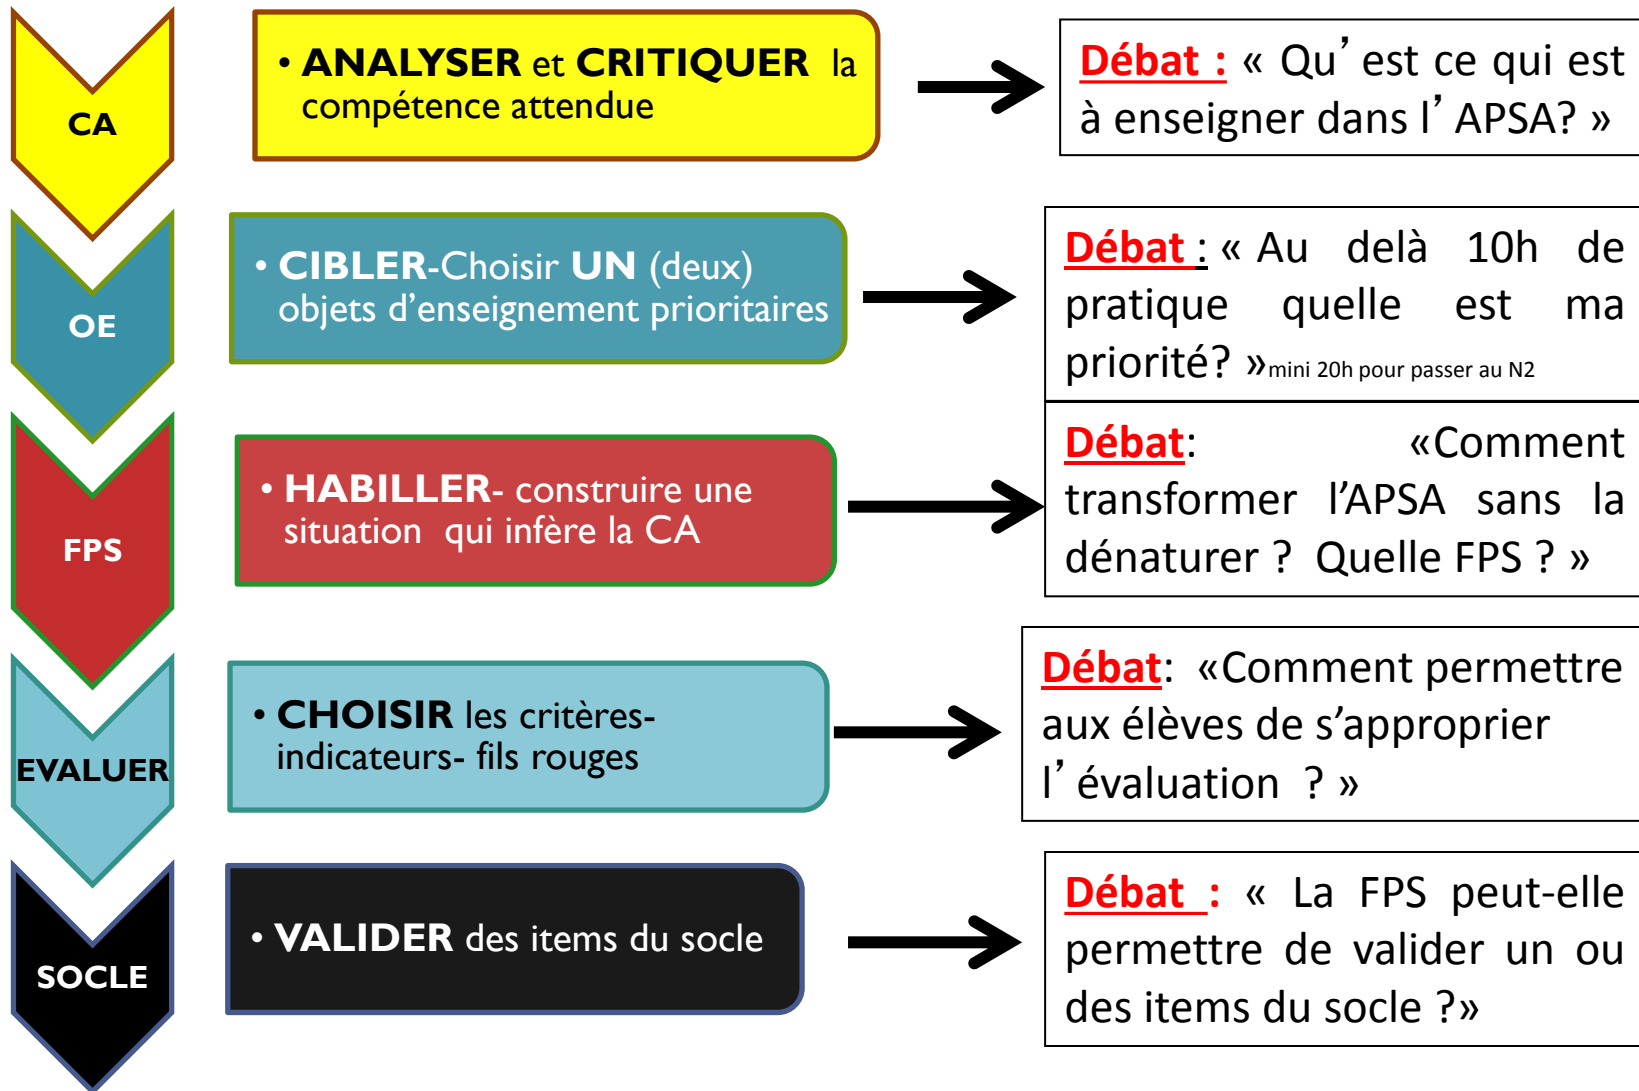 CA
• ANALYSER et CRITIQUER la
compétence attendue
Débat : « Qu’est ce qui est
à enseigner dans l’APSA? »
OE
• CIBLER-Choisir UN (deux)
objets d’enseignement prioritaires
Débat : « Au delà 10h de
pratique quelle est ma
priorité? »mini 20h pour passer au N2
FPS
• HABILLER- construire une
situation qui infère la CA
Débat: «Comment
transformer l’APSA sans la
dénaturer ? Quelle FPS ? »
EVALUER
• CHOISIR les critères-
indicateurs- fils rouges
Débat: «Comment permettre
aux élèves de s’approprier
l’évaluation ? »
SOCLE
• VALIDER des items du socle
Débat : « La FPS peut-elle
permettre de valider un ou
des items du socle ?»